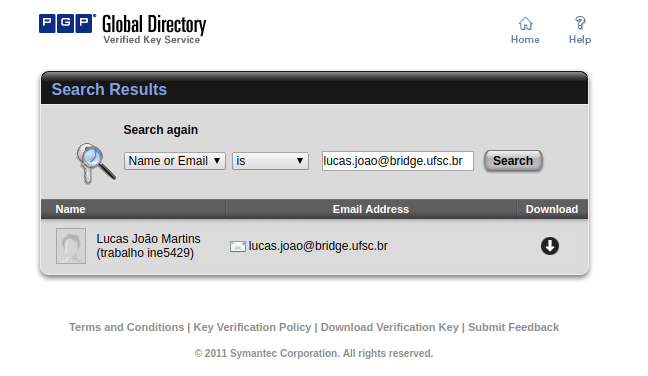 PGP® Global Directory
Verified Key Service
Home Help
Search Results
Search again
Name or Email is lucas.joao@bridge.ufsc.br Search
Name Email Address Download
Lucas João Martins
(trabalho ine5429) lucas.joao@bridge.ufsc.br
Terms and Conditions | Key Verification Policy | Download Verification Key | Submit Feedback
© 2011 Symantec Corporation. All rights reserved.